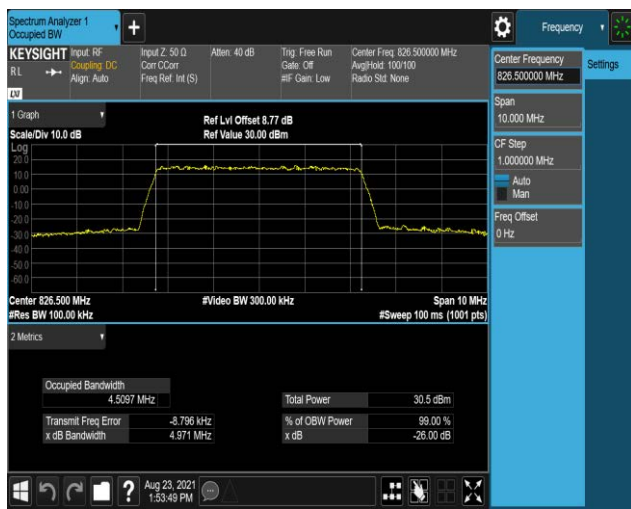 Spectrum Analyzer 1
Occupied BW
+
Frequency
KEYSIGHT
RL
LXI
Input: RF
Coupling: DC
Align: Auto
Input Z: 50 Ω
Corr CCorr
Freq Ref: Int (S)
Atten: 40 dB
Trig: Free Run
Gate: Off
#IF Gain: Low
Center Freq: 826.500000 MHz
Avg|Hold: 100/100
Radio Std: None
Center Frequency
826.500000 MHz
Settings
Span
10.000 MHz
CF Step
1.000000 MHz
Auto
Man
Freq Offset
0 Hz
1 Graph
Scale/Div 10.0 dB
Ref Lvl Offset 8.77 dB
Ref Value 30.00 dBm
Log
20.0
10.0
0.00
-10.0
-20.0
-30.0
-40.0
-50.0
-60.0
Center 826.500 MHz
#Video BW 300.00 kHz
Span 10 MHz
#Res BW 100.00 kHz
#Sweep 100 ms (1001 pts)
2 Metrics
Occupied Bandwidth
4.5097 MHz
Total Power 30.5 dBm
Transmit Freq Error -8.796 kHz
% of OBW Power 99.00 %
x dB Bandwidth 4.971 MHz
x dB -26.00 dB
?
Aug 23, 2021
1:53:49 PM